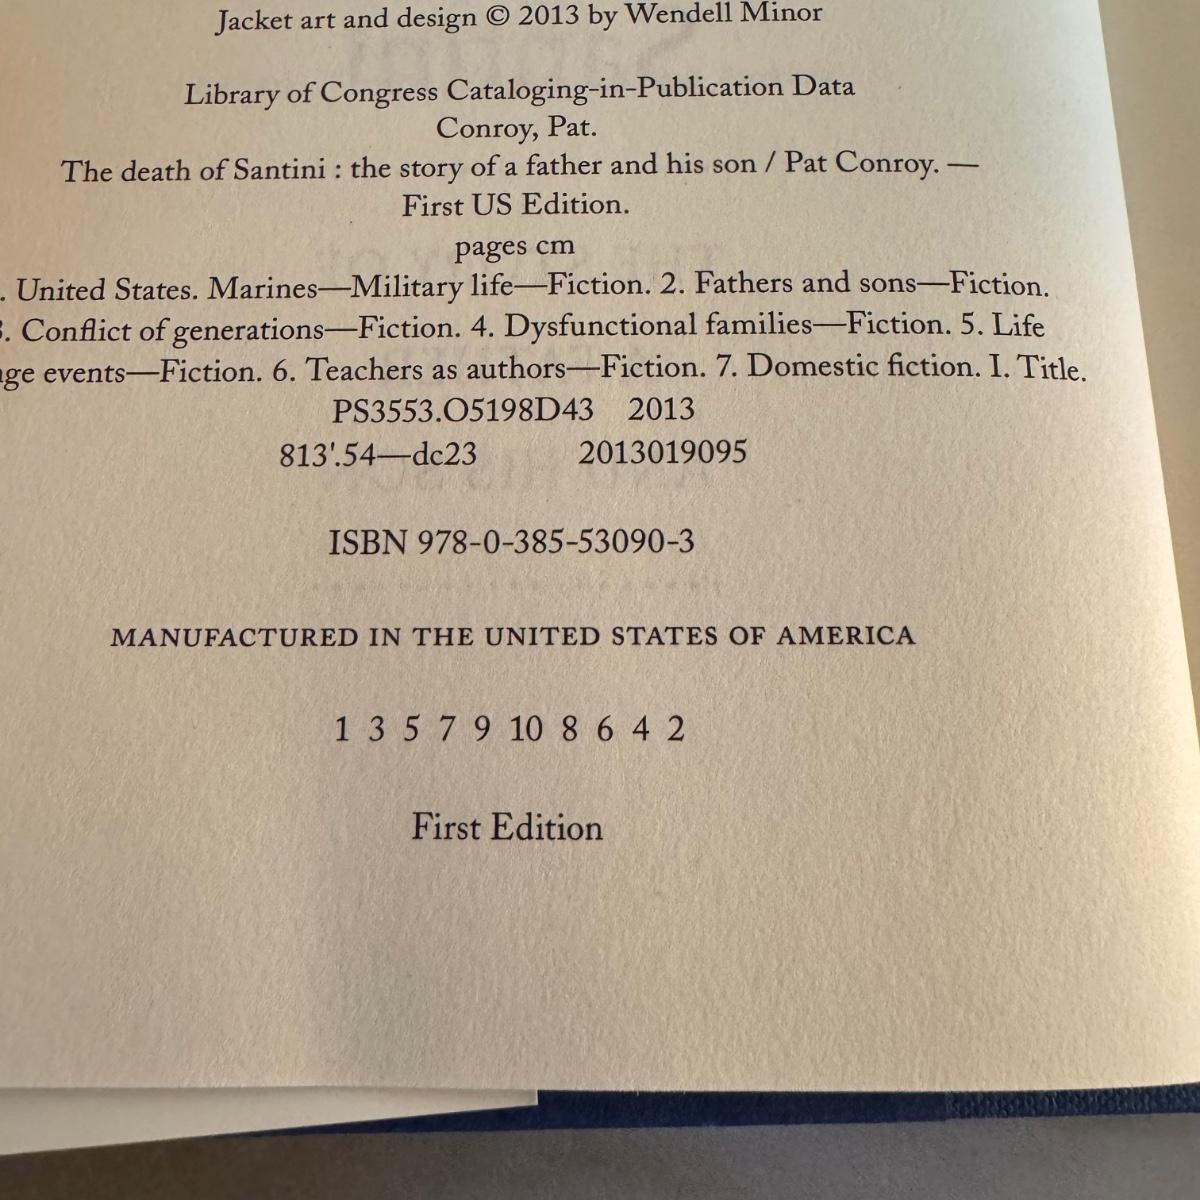 Jacket art and design © 2013 by Wendell Minor
Library of Congress Cataloging-in-Publication Data
Conroy, Pat.
The death of Santini : the story of a father and his son / Pat Conroy. —
First US Edition.
pages cm
. United States. Marines—Military life—Fiction. 2. Fathers and sons—Fiction.
3. Conflict of generations—Fiction. 4. Dysfunctional families—Fiction. 5. Life
ge events—Fiction. 6. Teachers as authors—Fiction. 7. Domestic fiction. I. Title.
PS3553.O5198D43 2013
813'.54—dc23 2013019095
ISBN 978-0-385-53090-3
MANUFACTURED IN THE UNITED STATES OF AMERICA
1 3 5 7 9 10 8 6 4 2
First Edition